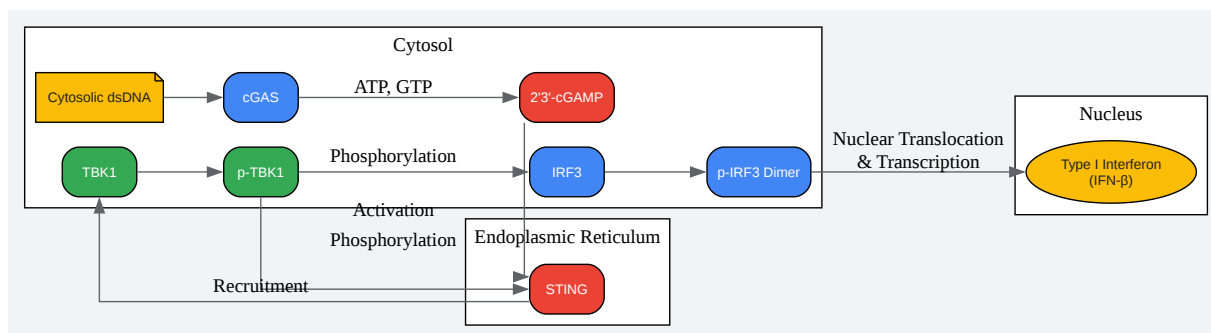 Cytosol
Cytosolic dsDNA
cGAS
ATP, GTP
2'3'-cGAMP
TBK1
p-TBK1
Phosphorylation
IRF3
p-IRF3 Dimer
Nuclear Translocation
& Transcription
Nucleus
Type I Interferon
(IFN-β)
Activation
Phosphorylation
Endoplasmic Reticulum
Recruitment
STING